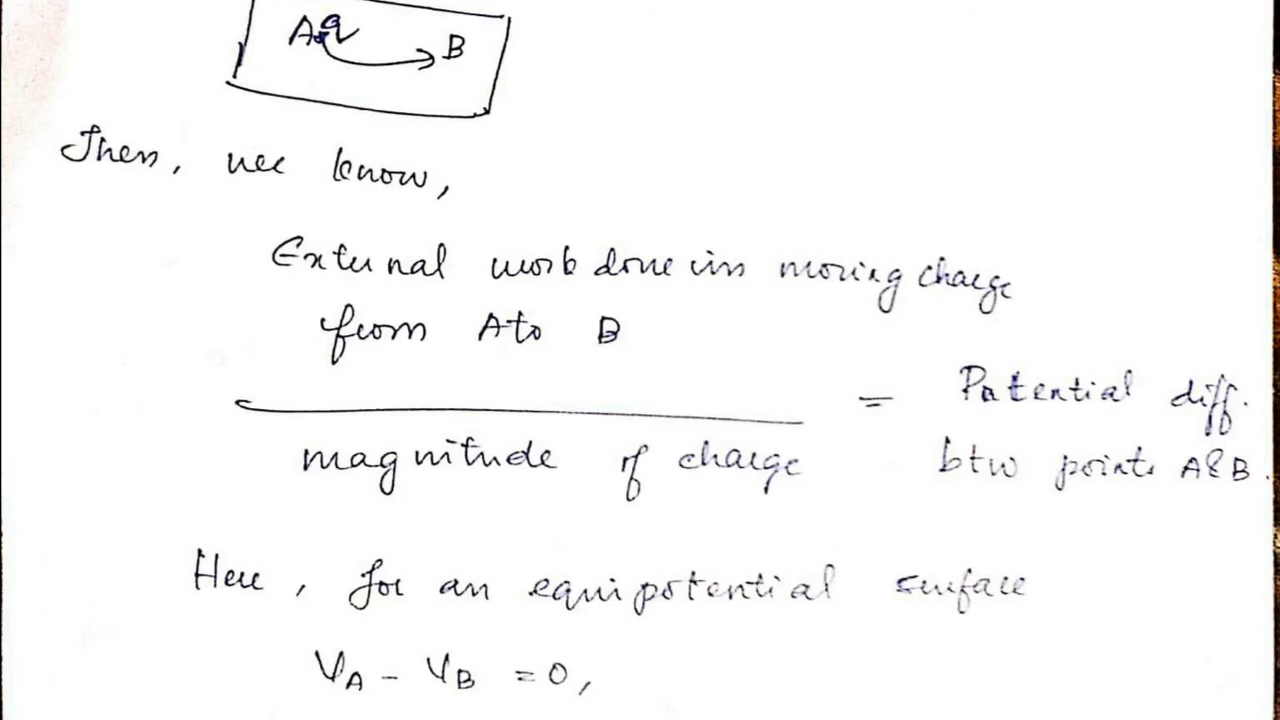 A q B
Then, we know,
External work done in moving charge
from A to B
magnitude of charge
= Potential diff.
btw points A & B.
Here, for an equipotential surface
VA - VB = 0,